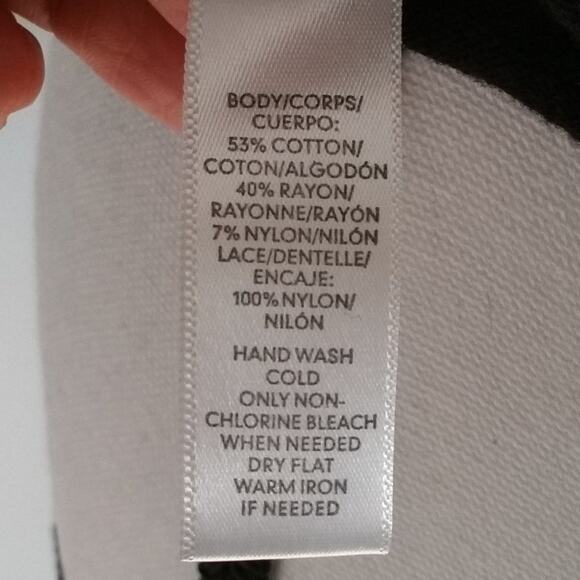 BODY/CORPS/
CUERPO:
53% COTTON/
COTON/ALGODÓN
40% RAYON/
RAYONNE/RAYÓN
7% NYLON/NILÓN
LACE/DENTELLE/
ENCAJE:
100% NYLON/
NILÓN
HAND WASH
COLD
ONLY NON-
CHLORINE BLEACH
WHEN NEEDED
DRY FLAT
WARM IRON
IF NEEDED